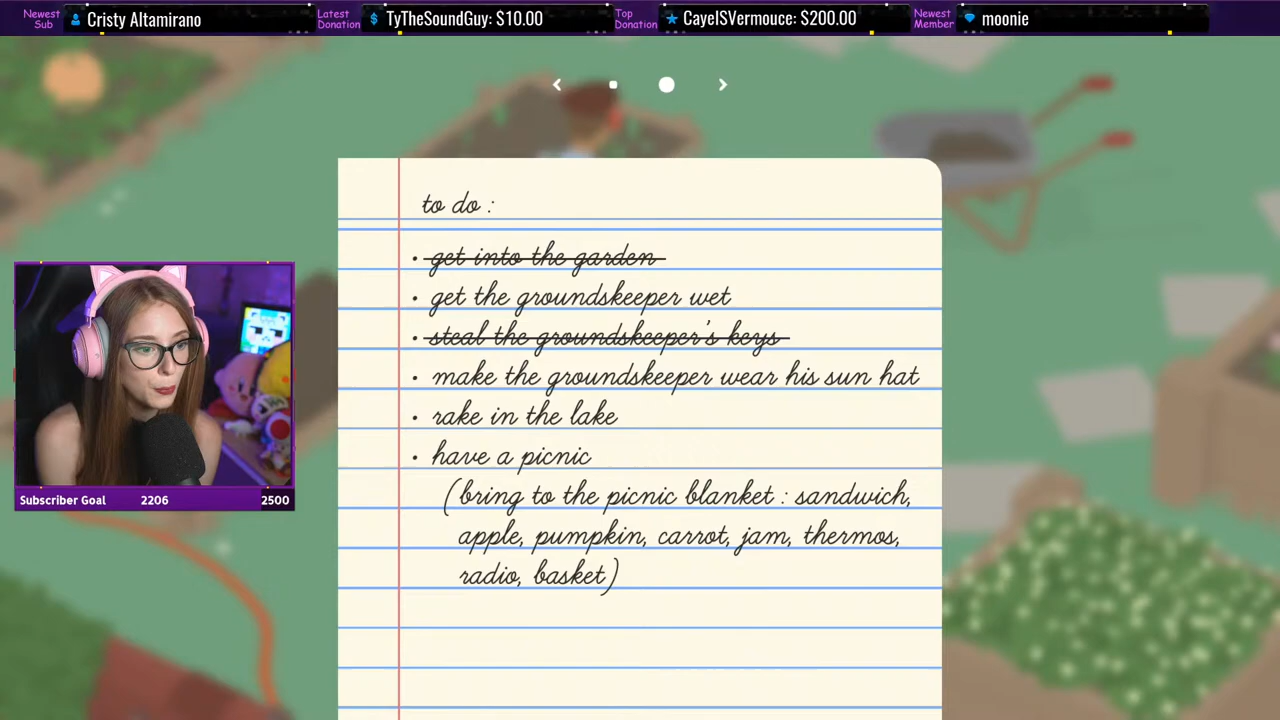 Newest Sub Cristy Altamirano Latest Donation TyTheSoundGuy: $10.00 Top Donation CayeISVermouce: $200.00 Newest Member moonie
to do :
• get into the garden
• get the groundskeeper wet
• steal the groundskeeper's keys
• make the groundskeeper wear his sun hat
• rake in the lake
• have a picnic
(bring to the picnic blanket : sandwich,
apple, pumpkin, carrot, jam, thermos,
radio, basket)
Subscriber Goal 2206 2500